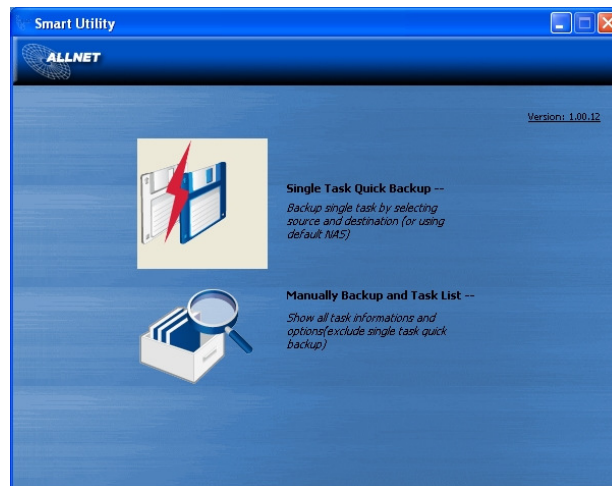 Smart Utility
ALLNET
Version: 1.00.12
Single Task Quick Backup --
Backup single task by selecting
source and destination (or using
default NAS)
Manually Backup and Task List --
Show all task informations and
options(exclude single task quick
backup)